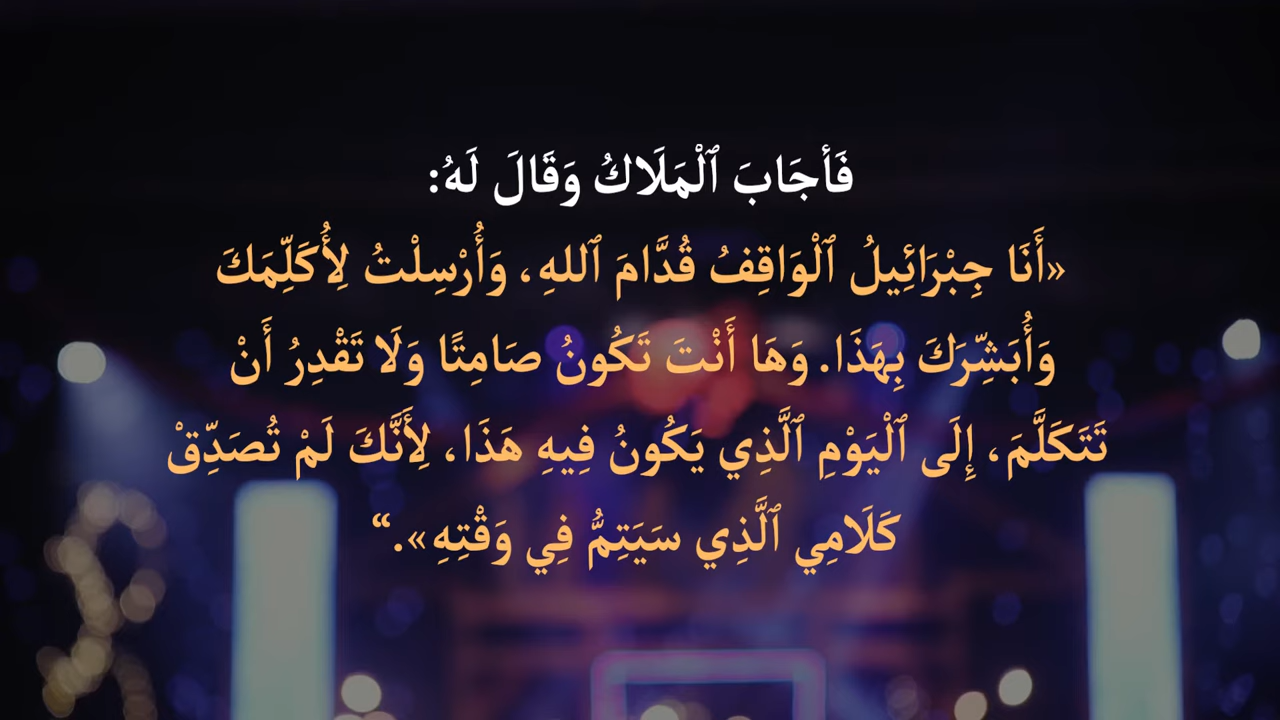 فَأجَابَ ٱلْمَلَاكُ وَقَالَ لَهُ:
«أَنَا جِبْرَائِيلُ ٱلْوَاقِفُ قُدَّامَ ٱللهِ، وَأُرْسِلْتُ لِأُكَلِّمَكَ
وَأُبَشِّرَكَ بِهَذَا. وَهَا أَنْتَ تَكُونُ صَامِتًا وَلَا تَقْدِرُ أَنْ
تَتَكَلَّمَ، إِلَى ٱلْيَوْمِ ٱلَّذِي يَكُونُ فِيهِ هَذَا، لِأَنَّكَ لَمْ تُصَدِّقْ
كَلَامِي ٱلَّذِي سَيَتِمُّ فِي وَقْتِهِ».“